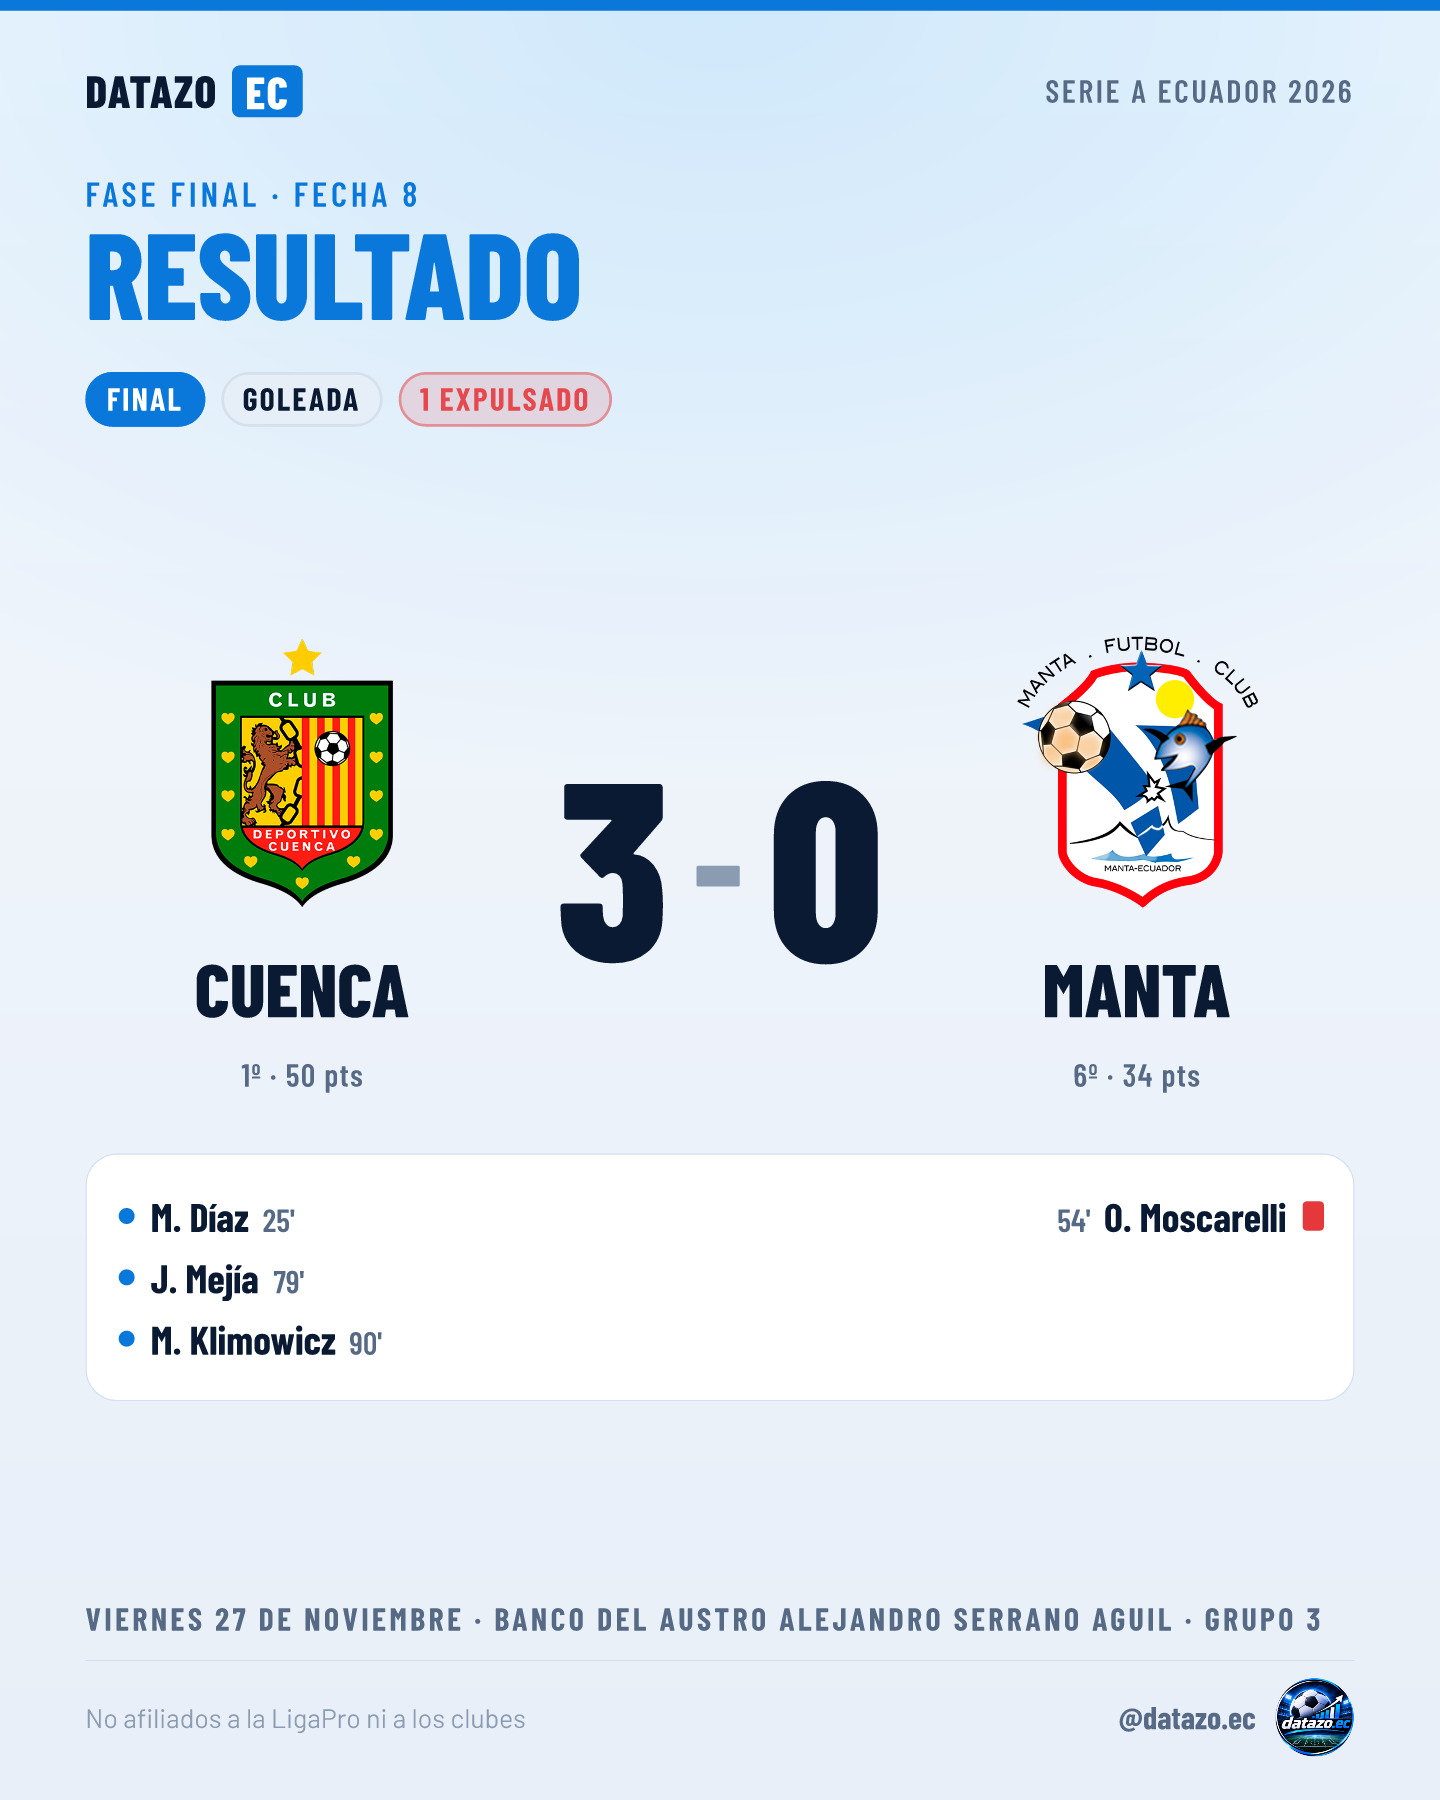 DATAZO EC
SERIE A ECUADOR 2026
FASE FINAL · FECHA 8
RESULTADO
FINAL
GOLEADA
1 EXPULSADO
CLUB
DEPORTIVO
CUENCA
MANTA · FUTBOL · CLUB
MANTA-ECUADOR
3-0
CUENCA
MANTA
1º · 50 pts
6º · 34 pts
M. Díaz 25'
54' O. Moscarelli
J. Mejía 79'
M. Klimowicz 90'
VIERNES 27 DE NOVIEMBRE · BANCO DEL AUSTRO ALEJANDRO SERRANO AGUIL · GRUPO 3
No afiliados a la LigaPro ni a los clubes
@datazo.ec
datazo.ec